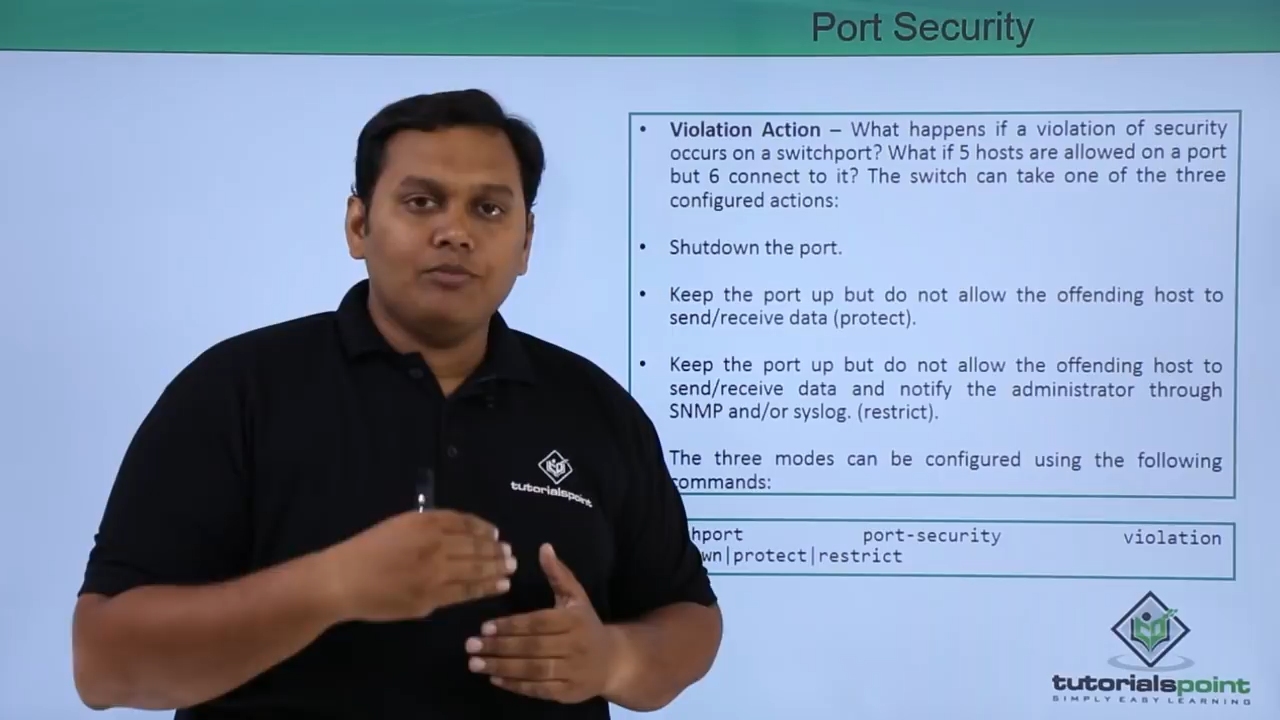 Port Security
• Violation Action – What happens if a violation of security
occurs on a switchport? What if 5 hosts are allowed on a port
but 6 connect to it? The switch can take one of the three
configured actions:
• Shutdown the port.
• Keep the port up but do not allow the offending host to
send/receive data (protect).
• Keep the port up but do not allow the offending host to
send/receive data and notify the administrator through
SNMP and/or syslog. (restrict).
The three modes can be configured using the following
commands:
hport port-security violation
wn|protect|restrict
tutorialspoint
tutorialspoint
SIMPLY EASY LEARNING